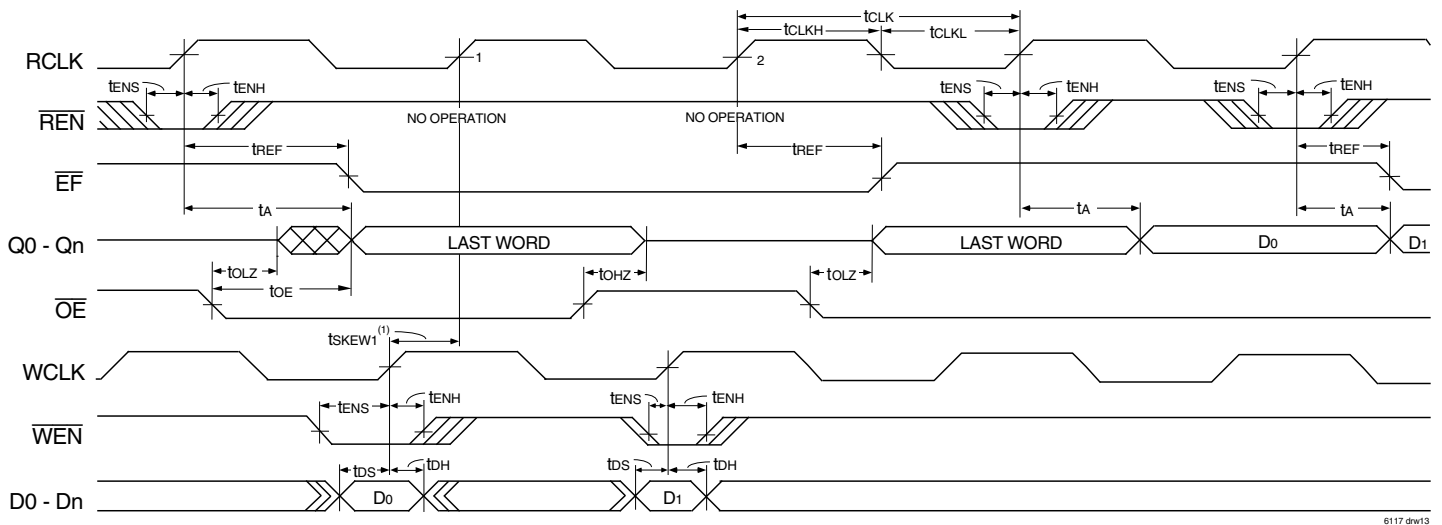 tCLK
tCLKH tCLKL
RCLK 1 2
tENS tENH tENS tENH tENS tENH
REN NO OPERATION NO OPERATION
tREF tREF tREF
EF
tA tA tA
Q0 - Qn LAST WORD LAST WORD D0 D1
tOLZ tOHZ tOLZ
tOE
OE
tSKEW1(1)
WCLK
tENS tENH tENS tENH
WEN
tDS tDH tDS tDH
D0 - Dn D0 D1
6117 drw13